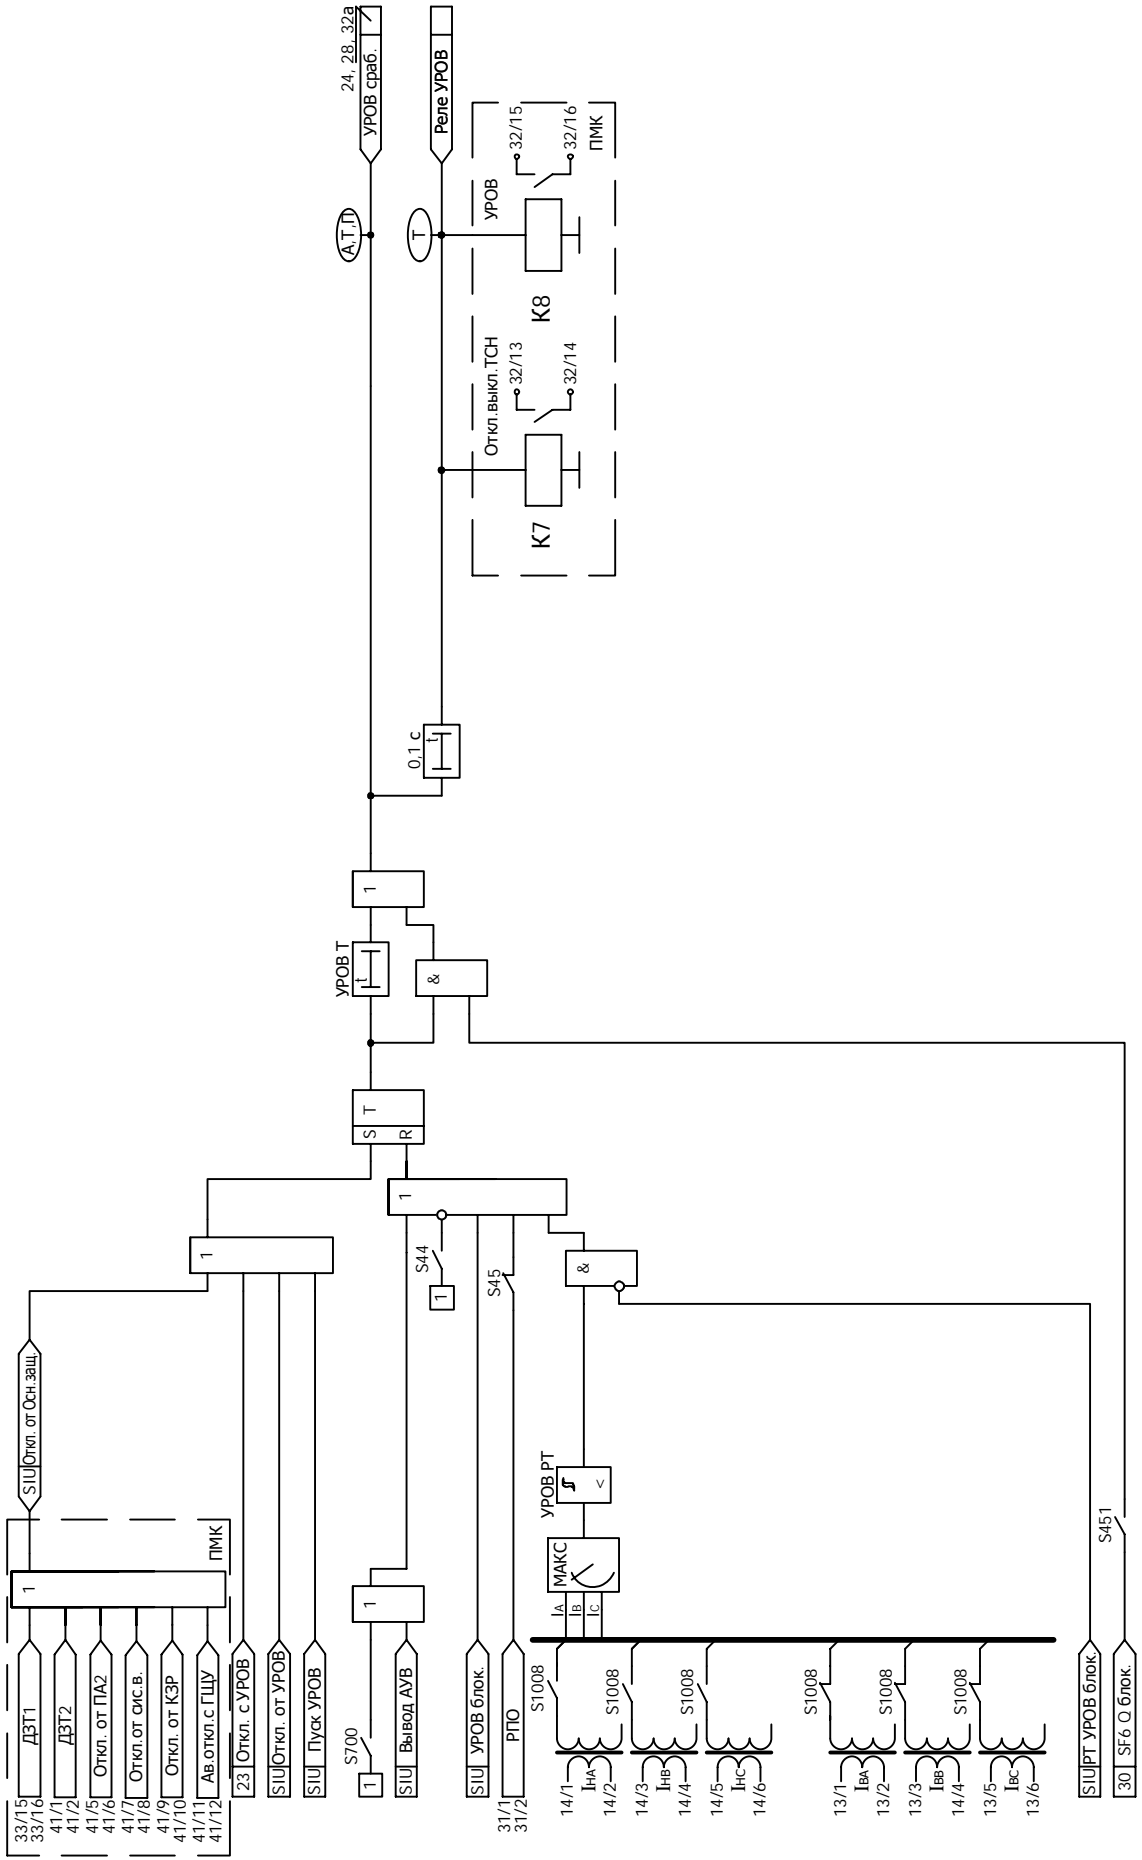 ДЗТ1
33/15
33/16
ДЗТ2
41/1
41/2
Откл. от ПА2
41/5
41/6
Откл.от сис.в.
41/7
41/8
Откл. от КЗР
41/9
41/10
Ав.откл.с ГЩУ
41/11
41/12
1
ПМК
SIU Откл. от Осн.защ.
23 Откл. с УРОВ
SIU Откл. от УРОВ
SIU Пуск УРОВ
1
S700
1
SIU Вывод АУВ
1
S44
1
SIU УРОВ блок.
РПО
31/1
31/2
S45
1
S T
R
УРОВ T
t
&
1
0,1 с
t
А,Т,П
24, 28, 32а
УРОВ сраб.
Т
Реле УРОВ
К7
Откл.выкл.ТСН
32/13
32/14
К8
УРОВ
32/15
32/16
ПМК
S1008
14/1
IНА
14/2
S1008
14/3
IНВ
14/4
S1008
14/5
IНС
14/6
S1008
13/1
IВА
13/2
S1008
13/3
IВВ
14/4
S1008
13/5
IВС
13/6
IА
IВ
IС
МАКС
УРОВ РТ
<
&
SIU РТ УРОВ блок.
30 SF6 Q блок.
S451